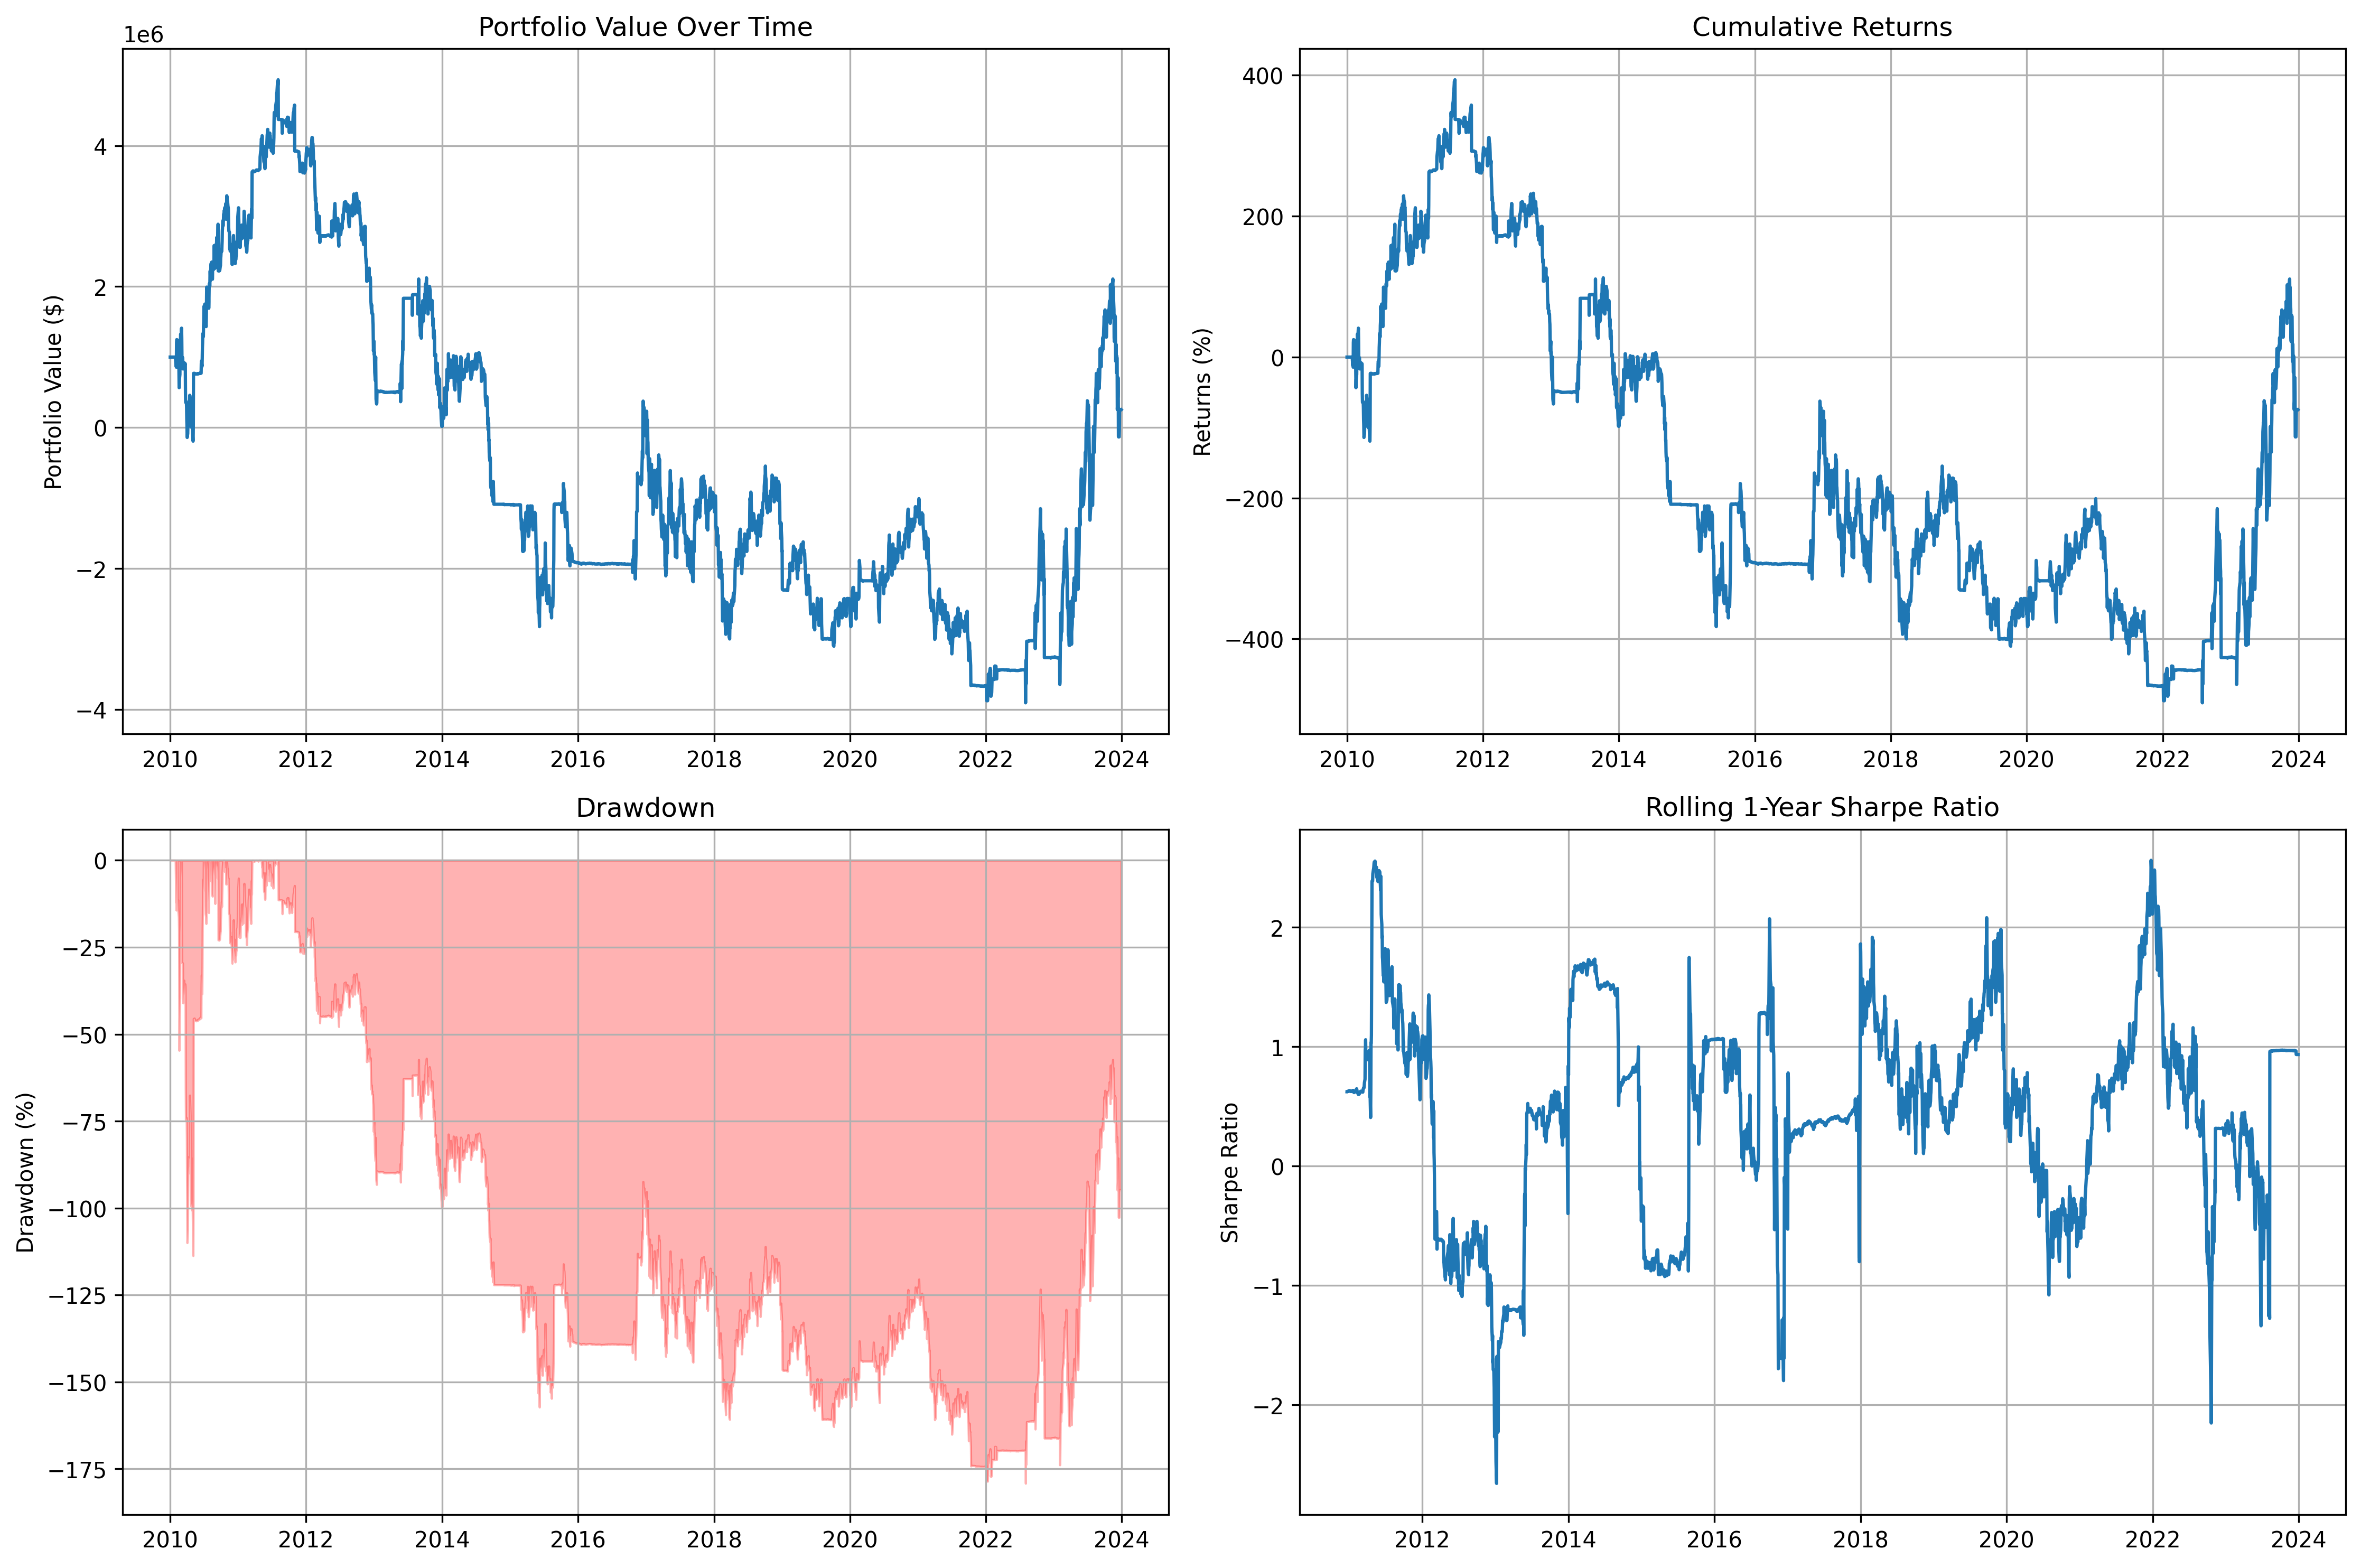 Portfolio Value Over Time
1e6
Portfolio Value ($)
4
2
0
−2
−4
2010 2012 2014 2016 2018 2020 2022 2024
Cumulative Returns
Returns (%)
400
200
0
−200
−400
2010 2012 2014 2016 2018 2020 2022 2024
Drawdown
Drawdown (%)
0
−25
−50
−75
−100
−125
−150
−175
2010 2012 2014 2016 2018 2020 2022 2024
Rolling 1-Year Sharpe Ratio
Sharpe Ratio
2
1
0
−1
−2
2012 2014 2016 2018 2020 2022 2024